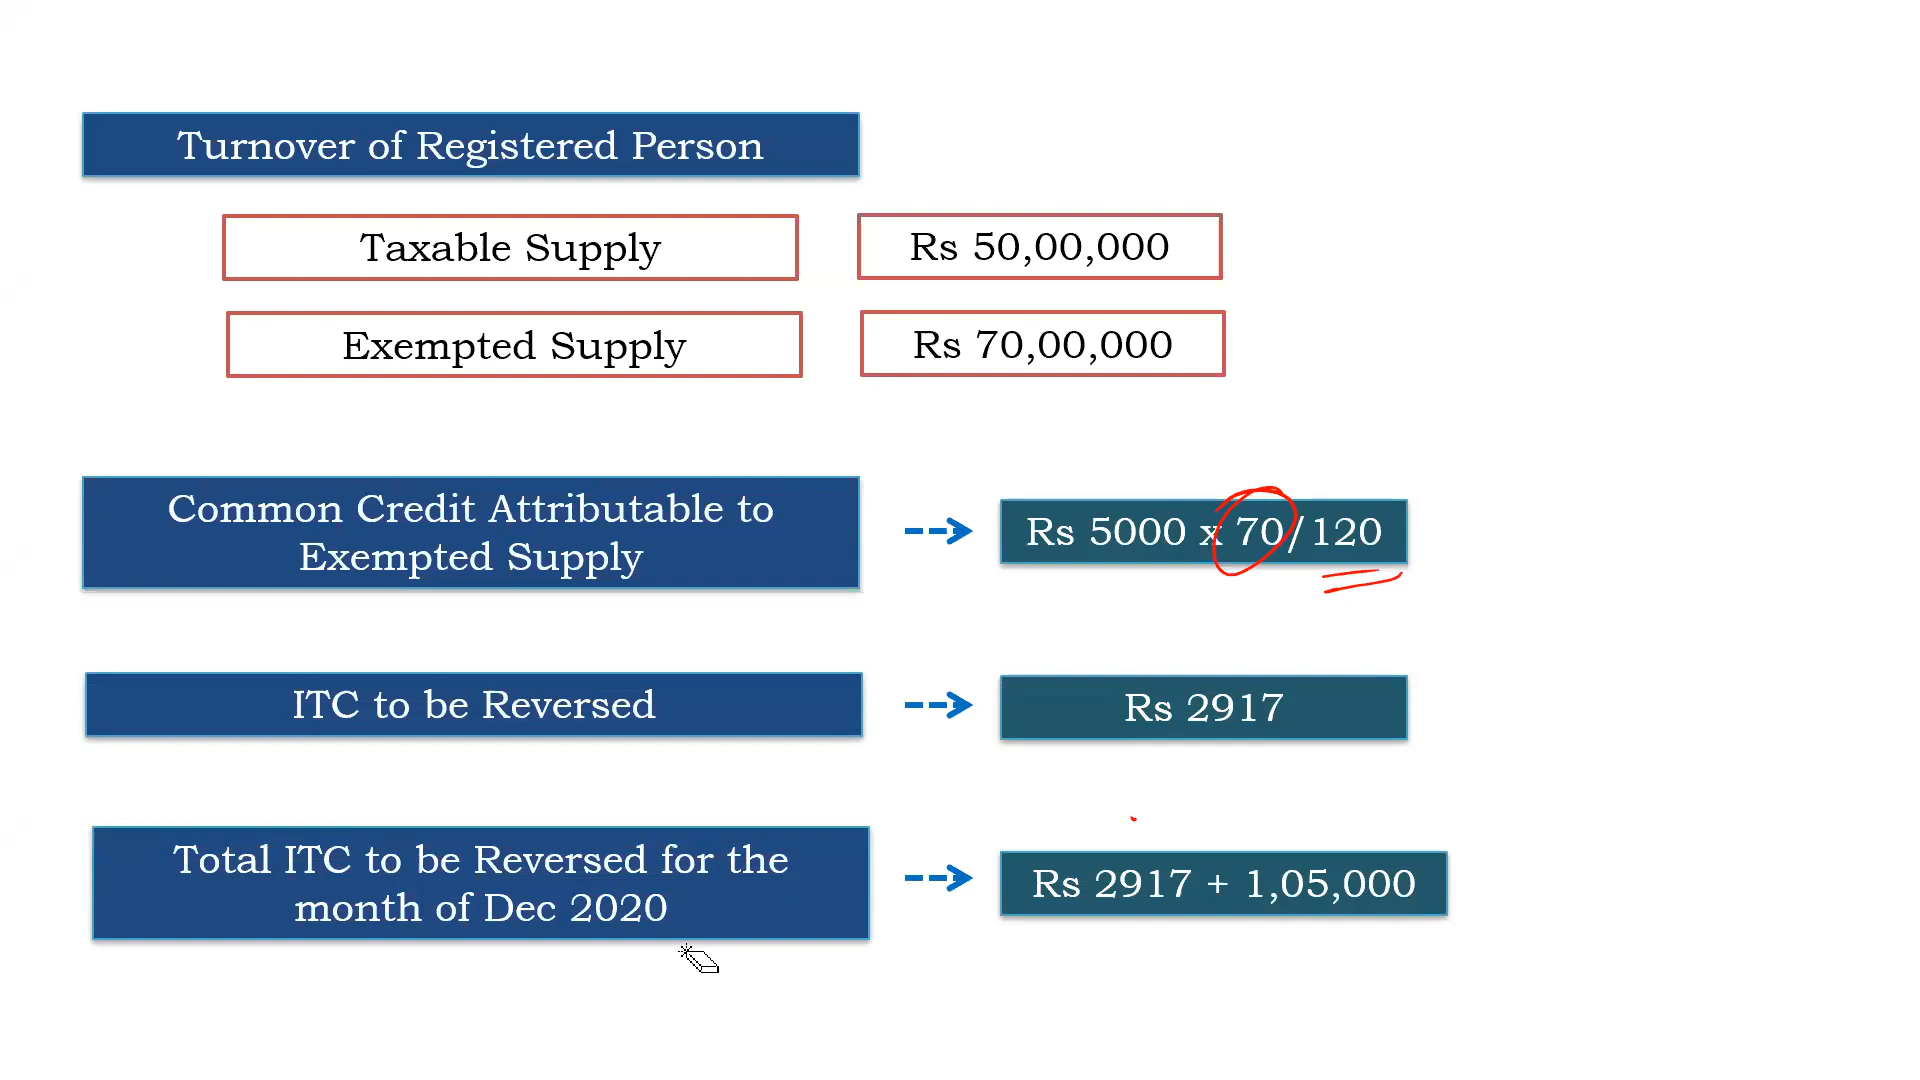 Turnover of Registered Person
Taxable Supply
Rs 50,00,000
Exempted Supply
Rs 70,00,000
Common Credit Attributable to
Exempted Supply
Rs 5000 x 70/120
ITC to be Reversed
Rs 2917
Total ITC to be Reversed for the
month of Dec 2020
Rs 2917 + 1,05,000